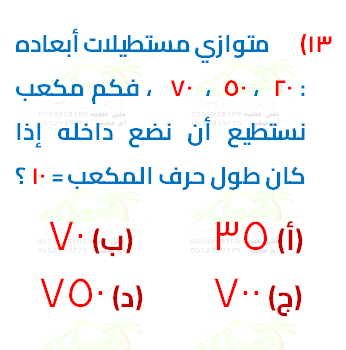 ١٣) متوازي مستطيلات أبعاده
: ٢٠ ، ٥٠ ، ٧٠ ، فكم مكعب
نستطيع أن نضع داخله إذا
كان طول حرف المكعب = ١٠ ؟
(أ) ٣٥ (ب) ٧٠
(ج) ٧٠٠ (د) ٧٥٠